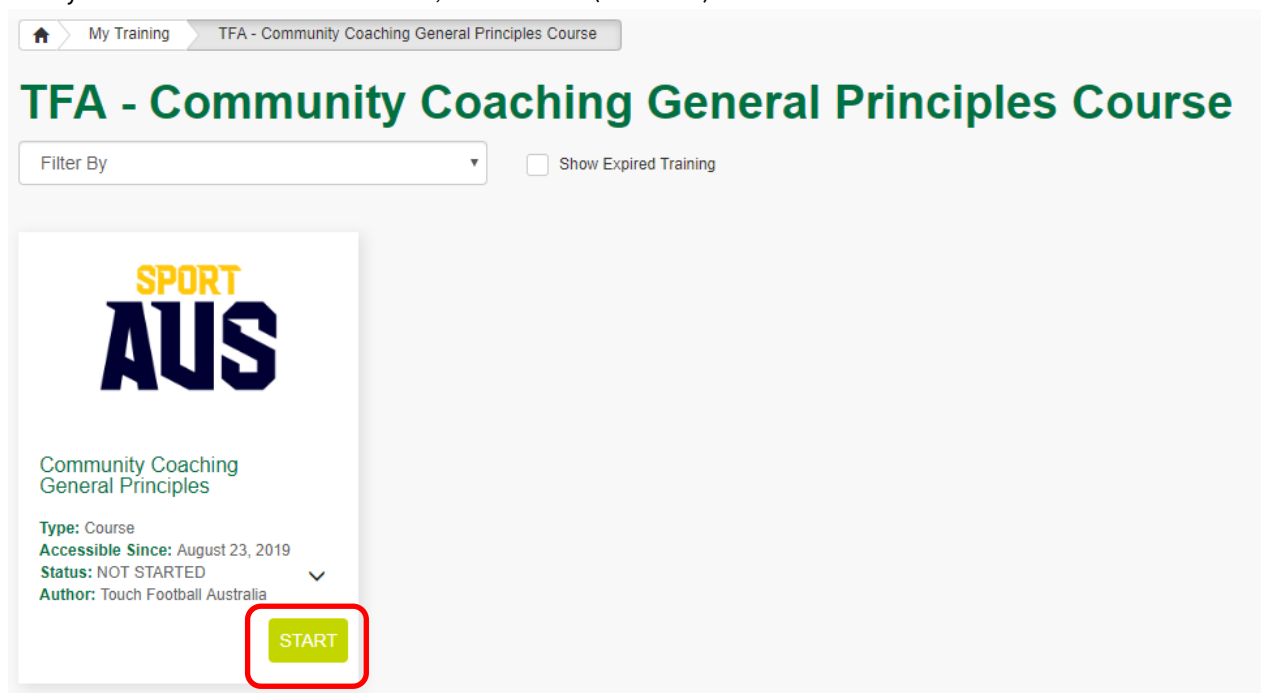 My Training TFA - Community Coaching General Principles Course
TFA - Community Coaching General Principles Course
Filter By
Show Expired Training
SPORT
AUS
Community Coaching
General Principles
Type: Course
Accessible Since: August 23, 2019
Status: NOT STARTED
Author: Touch Football Australia
START